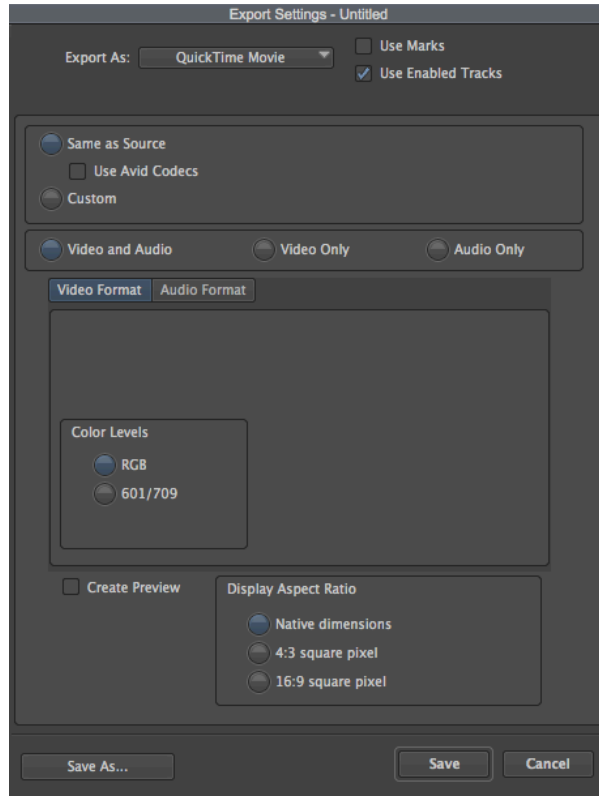 Export Settings - Untitled
Export As: QuickTime Movie
Use Marks
Use Enabled Tracks
Same as Source
Use Avid Codecs
Custom
Video and Audio Video Only Audio Only
Video Format Audio Format
Color Levels
RGB
601/709
Create Preview
Display Aspect Ratio
Native dimensions
4:3 square pixel
16:9 square pixel
Save As... Save Cancel